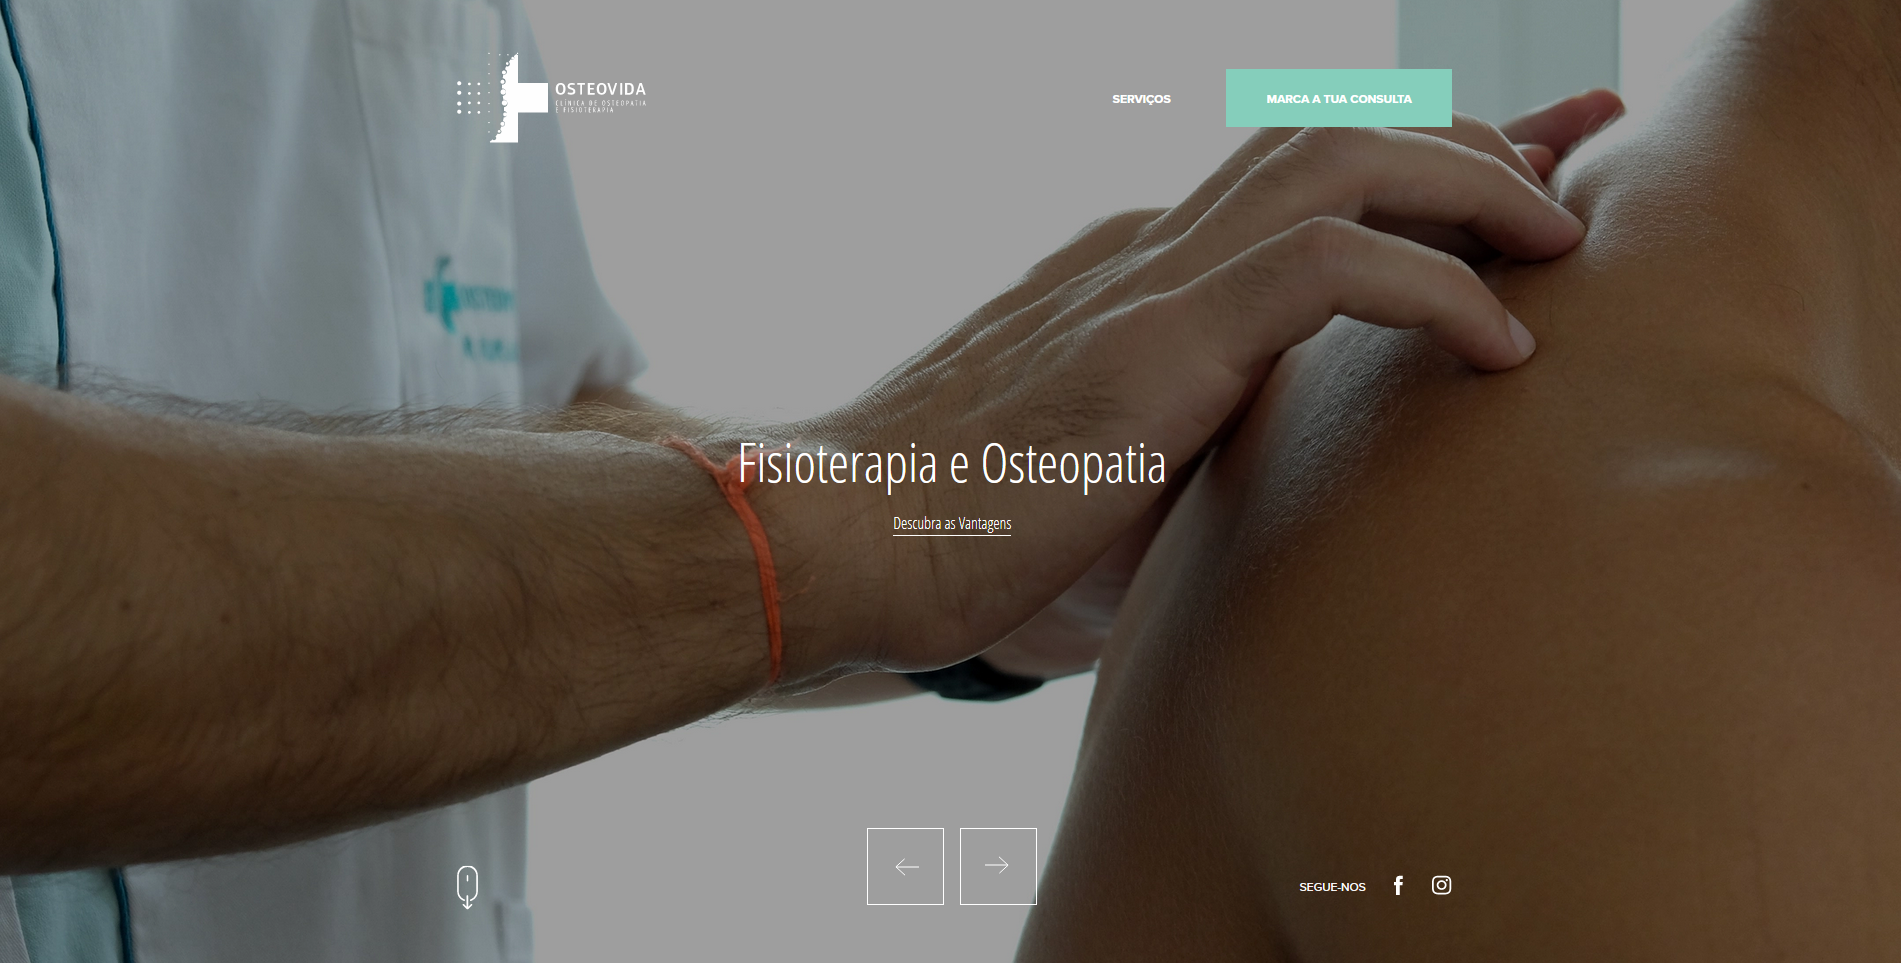 OSTEOVIDA
CLÍNICA DE OSTEOPATIA
E FISIOTERAPIA
SERVIÇOS
MARCA A TUA CONSULTA
Fisioterapia e Osteopatia
Descubra as Vantagens
SEGUE-NOS